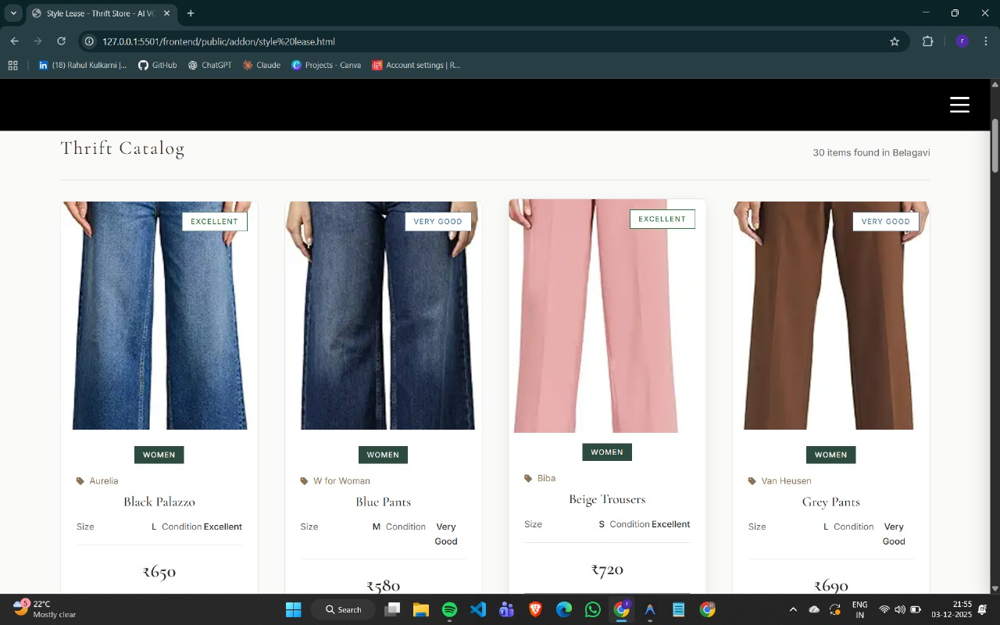 Style Lease - Thrift Store - AI VC
127.0.0.1:5501/frontend/public/addon/style%20lease.html
r
(18) Rahul Kulkarni |...
GitHub
ChatGPT
Claude
Projects - Canva
Account settings | R...
Thrift Catalog
30 items found in Belagavi
EXCELLENT
VERY GOOD
EXCELLENT
VERY GOOD
WOMEN
WOMEN
WOMEN
WOMEN
Aurelia
W for Woman
Biba
Van Heusen
Black Palazzo
Blue Pants
Beige Trousers
Grey Pants
Size L Condition Excellent
Size M Condition Very Good
Size S Condition Excellent
Size L Condition Very Good
₹650
₹580
₹720
₹690
5
22°C
Mostly clear
Search
ENG
IN
21:55
03-12-2025